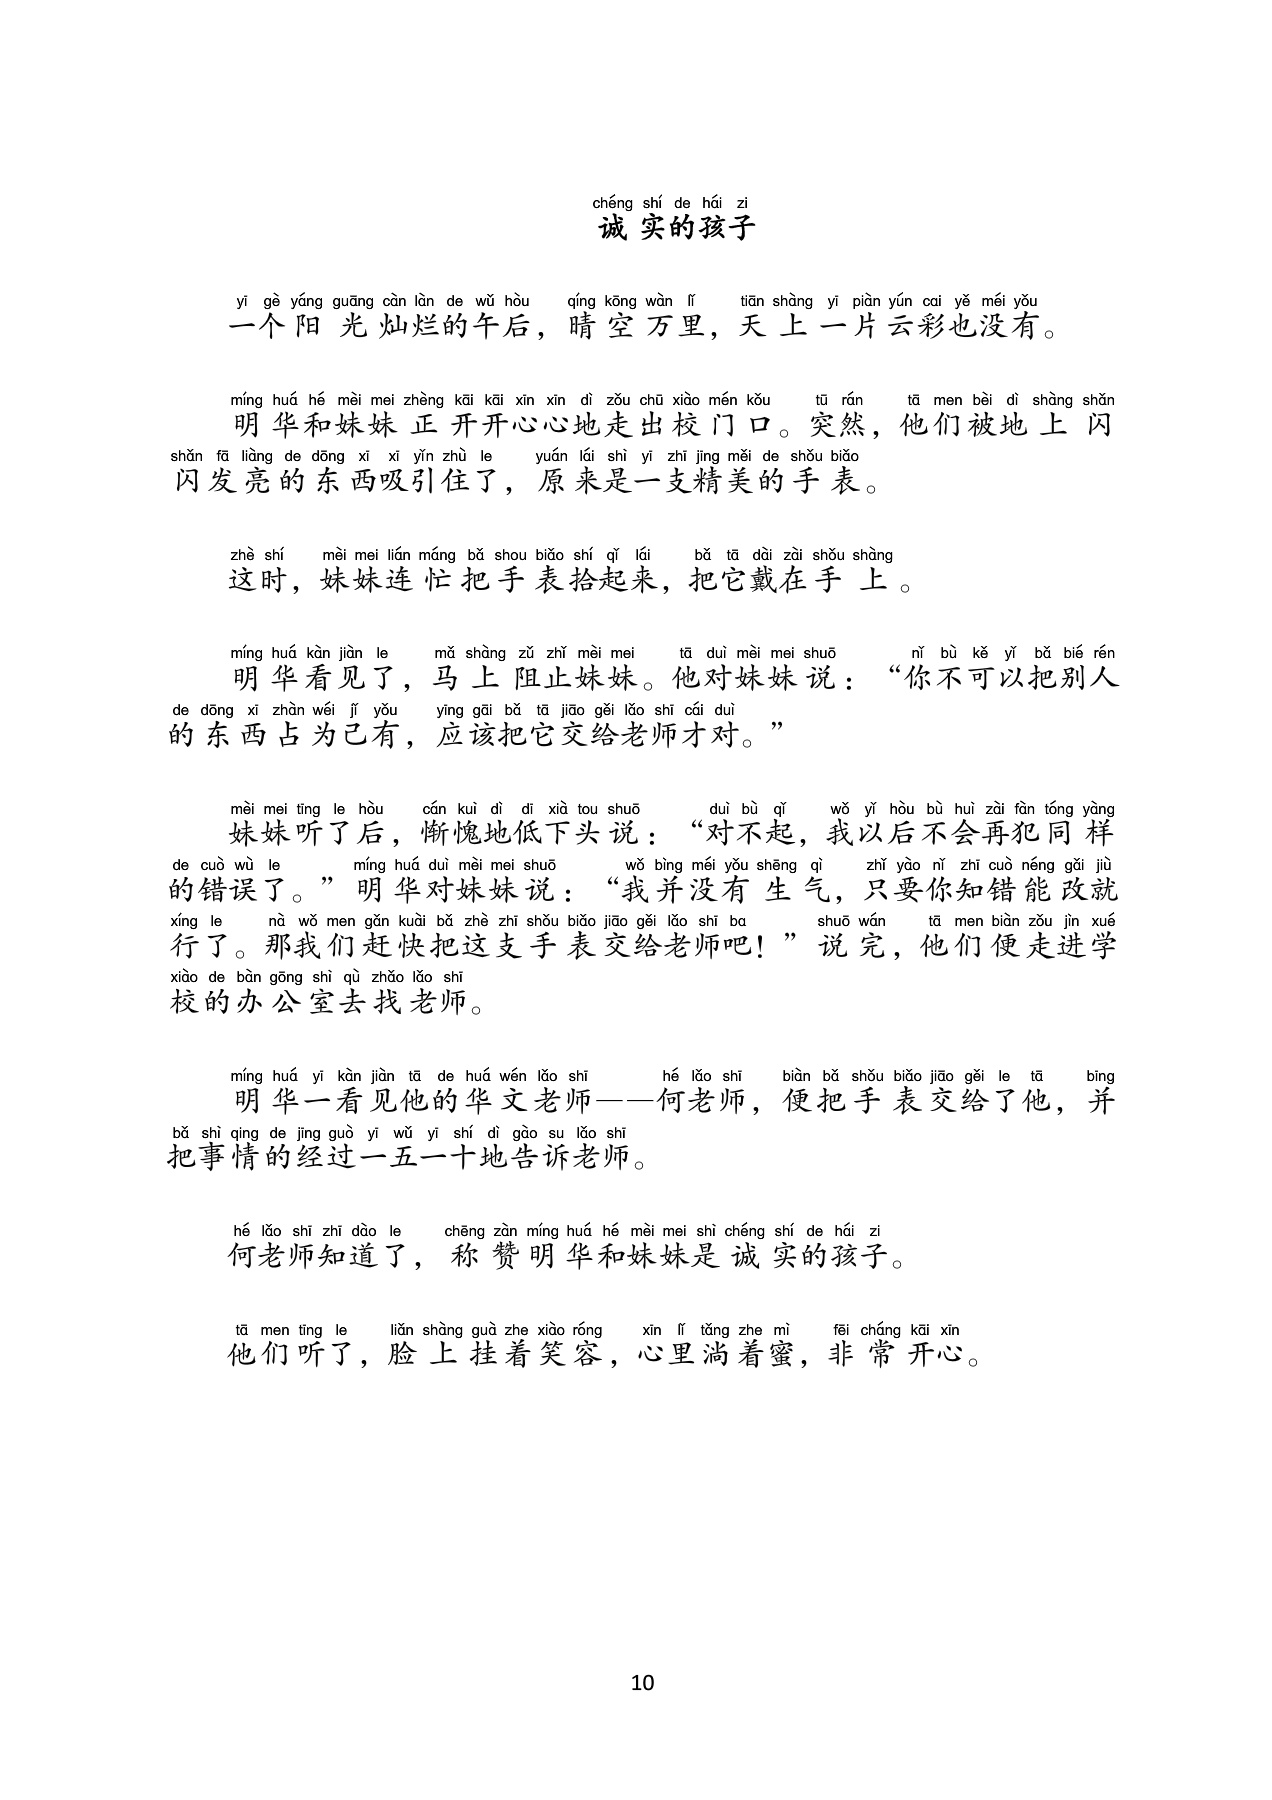 chéng shí de hái zi
诚实的孩子
yī gè yáng guāng càn làn de wǔ hòu qíng kōng wàn lǐ tiān shàng yī piàn yún cai yě méi yǒu
一个阳光灿烂的午后，晴空万里，天上一片云彩也没有。
míng huá hé mèi mei zhèng kāi kāi xīn xīn dì zǒu chū xiào mén kǒu tū rán tā men bèi dì shàng shǎn
明华和妹妹正开开心心地走出校门口。突然，他们被地上闪
shǎn fā liàng de dōng xī xī yǐn zhù le yuán lái shì yī zhī jīng měi de shǒu biǎo
闪发亮的东西吸引住了，原来是一支精美的手表。
zhè shí mèi mei lián máng bǎ shou biǎo shí qǐ lái bǎ tā dài zài shǒu shàng
这时，妹妹连忙把手表拾起来，把它戴在手上。
míng huá kàn jiàn le mǎ shàng zǔ zhǐ mèi mei tā duì mèi mei shuō nǐ bù kě yǐ bǎ bié rén
明华看见了，马上阻止妹妹。他对妹妹说：“你不可以把别人
de dōng xī zhàn wéi jǐ yǒu yīng gāi bǎ tā jiāo gěi lǎo shī cái duì
的东西占为己有，应该把它交给老师才对。”
mèi mei tīng le hòu cán kuì dì dī xià tou shuō duì bù qǐ wǒ yǐ hòu bù huì zài fàn tóng yàng
妹妹听了后，惭愧地低下头说：“对不起，我以后不会再犯同样
de cuò wù le míng huá duì mèi mei shuō wǒ bìng méi yǒu shēng qì zhǐ yào nǐ zhī cuò néng gǎi jiù
的错误了。”明华对妹妹说：“我并没有生气，只要你知错能改就
xíng le nà wǒ men gǎn kuài bǎ zhè zhī shǒu biǎo jiāo gěi lǎo shī ba shuō wán tā men biàn zǒu jìn xué
行了。那我们赶快把这支手表交给老师吧！”说完，他们便走进学
xiào de bàn gōng shì qù zhǎo lǎo shī
校的办公室去找老师。
míng huá yī kàn jiàn tā de huá wén lǎo shī hé lǎo shī biàn bǎ shǒu biǎo jiāo gěi le tā bīng
明华一看见他的华文老师——何老师，便把手表交给了他，并
bǎ shì qing de jīng guò yī wǔ yī shí dì gào su lǎo shī
把事情的经过一五一十地告诉老师。
hé lǎo shī zhī dào le chēng zàn míng huá hé mèi mei shì chéng shí de hái zi
何老师知道了，称赞明华和妹妹是诚实的孩子。
tā men tīng le liǎn shàng guà zhe xiào róng xīn lǐ tǎng zhe mì fēi cháng kāi xīn
他们听了，脸上挂着笑容，心里淌着蜜，非常开心。
10